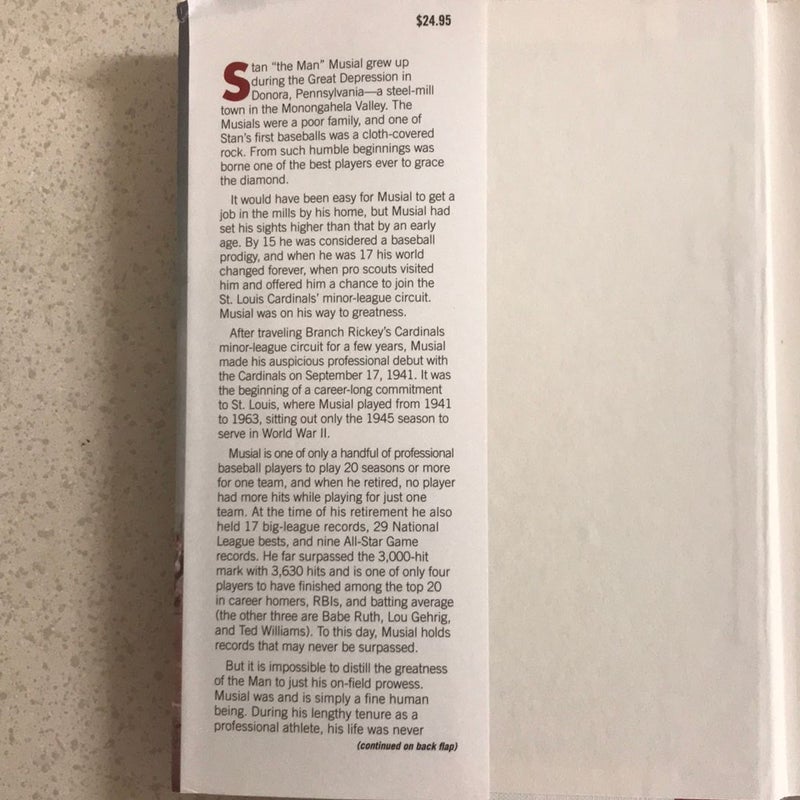 $24.95
Stan "the Man" Musial grew up
during the Great Depression in
Donora, Pennsylvania—a steel-mill
town in the Monongahela Valley. The
Musials were a poor family, and one of
Stan's first baseballs was a cloth-covered
rock. From such humble beginnings was
borne one of the best players ever to grace
the diamond.
It would have been easy for Musial to get a
job in the mills by his home, but Musial had
set his sights higher than that by an early
age. By 15 he was considered a baseball
prodigy, and when he was 17 his world
changed forever, when pro scouts visited
him and offered him a chance to join the
St. Louis Cardinals' minor-league circuit.
Musial was on his way to greatness.
After traveling Branch Rickey's Cardinals
minor-league circuit for a few years, Musial
made his auspicious professional debut with
the Cardinals on September 17, 1941. It was
the beginning of a career-long commitment
to St. Louis, where Musial played from 1941
to 1963, sitting out only the 1945 season to
serve in World War II.
Musial is one of only a handful of professional
baseball players to play 20 seasons or more
for one team, and when he retired, no player
had more hits while playing for just one
team. At the time of his retirement he also
held 17 big-league records, 29 National
League bests, and nine All-Star Game
records. He far surpassed the 3,000-hit
mark with 3,630 hits and is one of only four
players to have finished among the top 20
in career homers, RBIs, and batting average
(the other three are Babe Ruth, Lou Gehrig,
and Ted Williams). To this day, Musial holds
records that may never be surpassed.
But it is impossible to distill the greatness
of the Man to just his on-field prowess.
Musial was and is simply a fine human
being. During his lengthy tenure as a
professional athlete, his life was never
(continued on back flap)